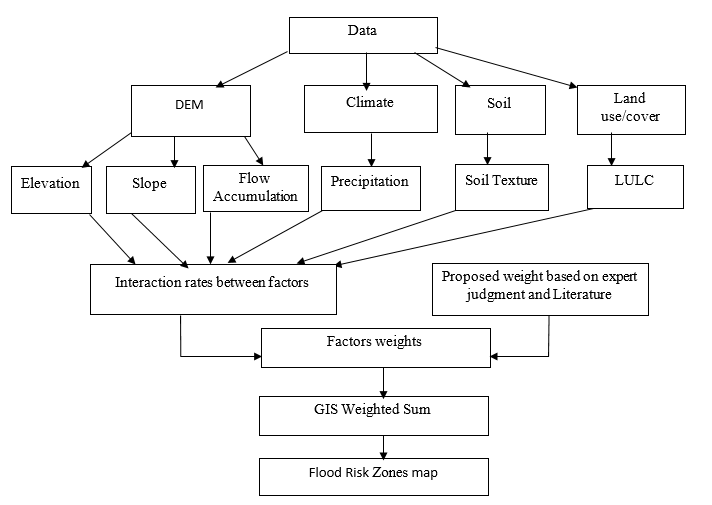 Data
DEM
Climate
Soil
Land
use/cover
Elevation
Slope
Flow
Accumulation
Precipitation
Soil Texture
LULC
Interaction rates between factors
Proposed weight based on expert
judgment and Literature
Factors weights
GIS Weighted Sum
Flood Risk Zones map